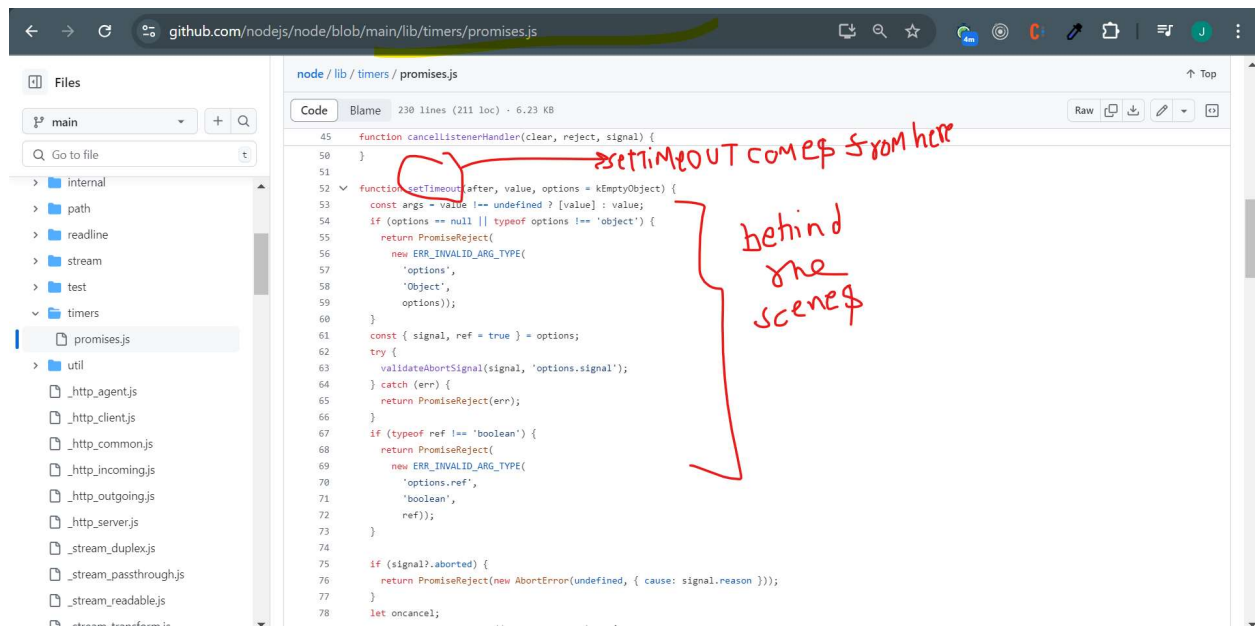 github.com/nodejs/node/blob/main/lib/timers/promises.js
4m
J
Files
node / lib / timers / promises.js
Top
main
Code Blame 230 lines (211 loc) · 6.23 KB
Raw
Go to file
t
45 function cancelListenerHandler(clear, reject, signal) {
setTimeOUT comes from here
50 }
51
52 function setTimeout(after, value, options = kEmptyObject) {
53 const args = value !== undefined ? [value] : value;
54 if (options == null || typeof options !== 'object') {
55 return PromiseReject(
56 new ERR_INVALID_ARG_TYPE(
57 'options',
58 'Object',
59 options));
60 }
61 const { signal, ref = true } = options;
62 try {
63 validateAbortSignal(signal, 'options.signal');
64 } catch (err) {
65 return PromiseReject(err);
66 }
67 if (typeof ref !== 'boolean') {
68 return PromiseReject(
69 new ERR_INVALID_ARG_TYPE(
70 'options.ref',
71 'boolean',
72 ref));
73 }
74
75 if (signal?.aborted) {
76 return PromiseReject(new AbortError(undefined, { cause: signal.reason }));
77 }
78 let oncancel;
behind
the
scenes
internal
path
readline
stream
test
timers
promises.js
util
_http_agent.js
_http_client.js
_http_common.js
_http_incoming.js
_http_outgoing.js
_http_server.js
_stream_duplex.js
_stream_passthrough.js
_stream_readable.js
_stream_transform.js